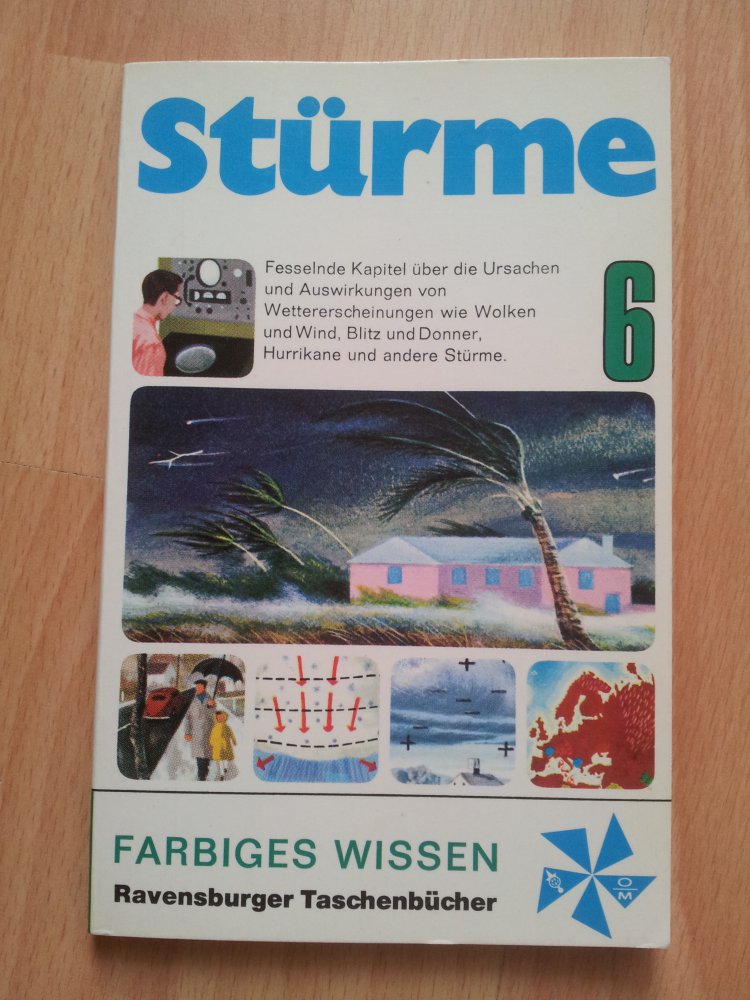 Stürme
Fesselnde Kapitel über die Ursachen
und Auswirkungen von
Wettererscheinungen wie Wolken
und Wind, Blitz und Donner,
Hurrikane und andere Stürme.
6
FARBIGES WISSEN
Ravensburger Taschenbücher
O
M